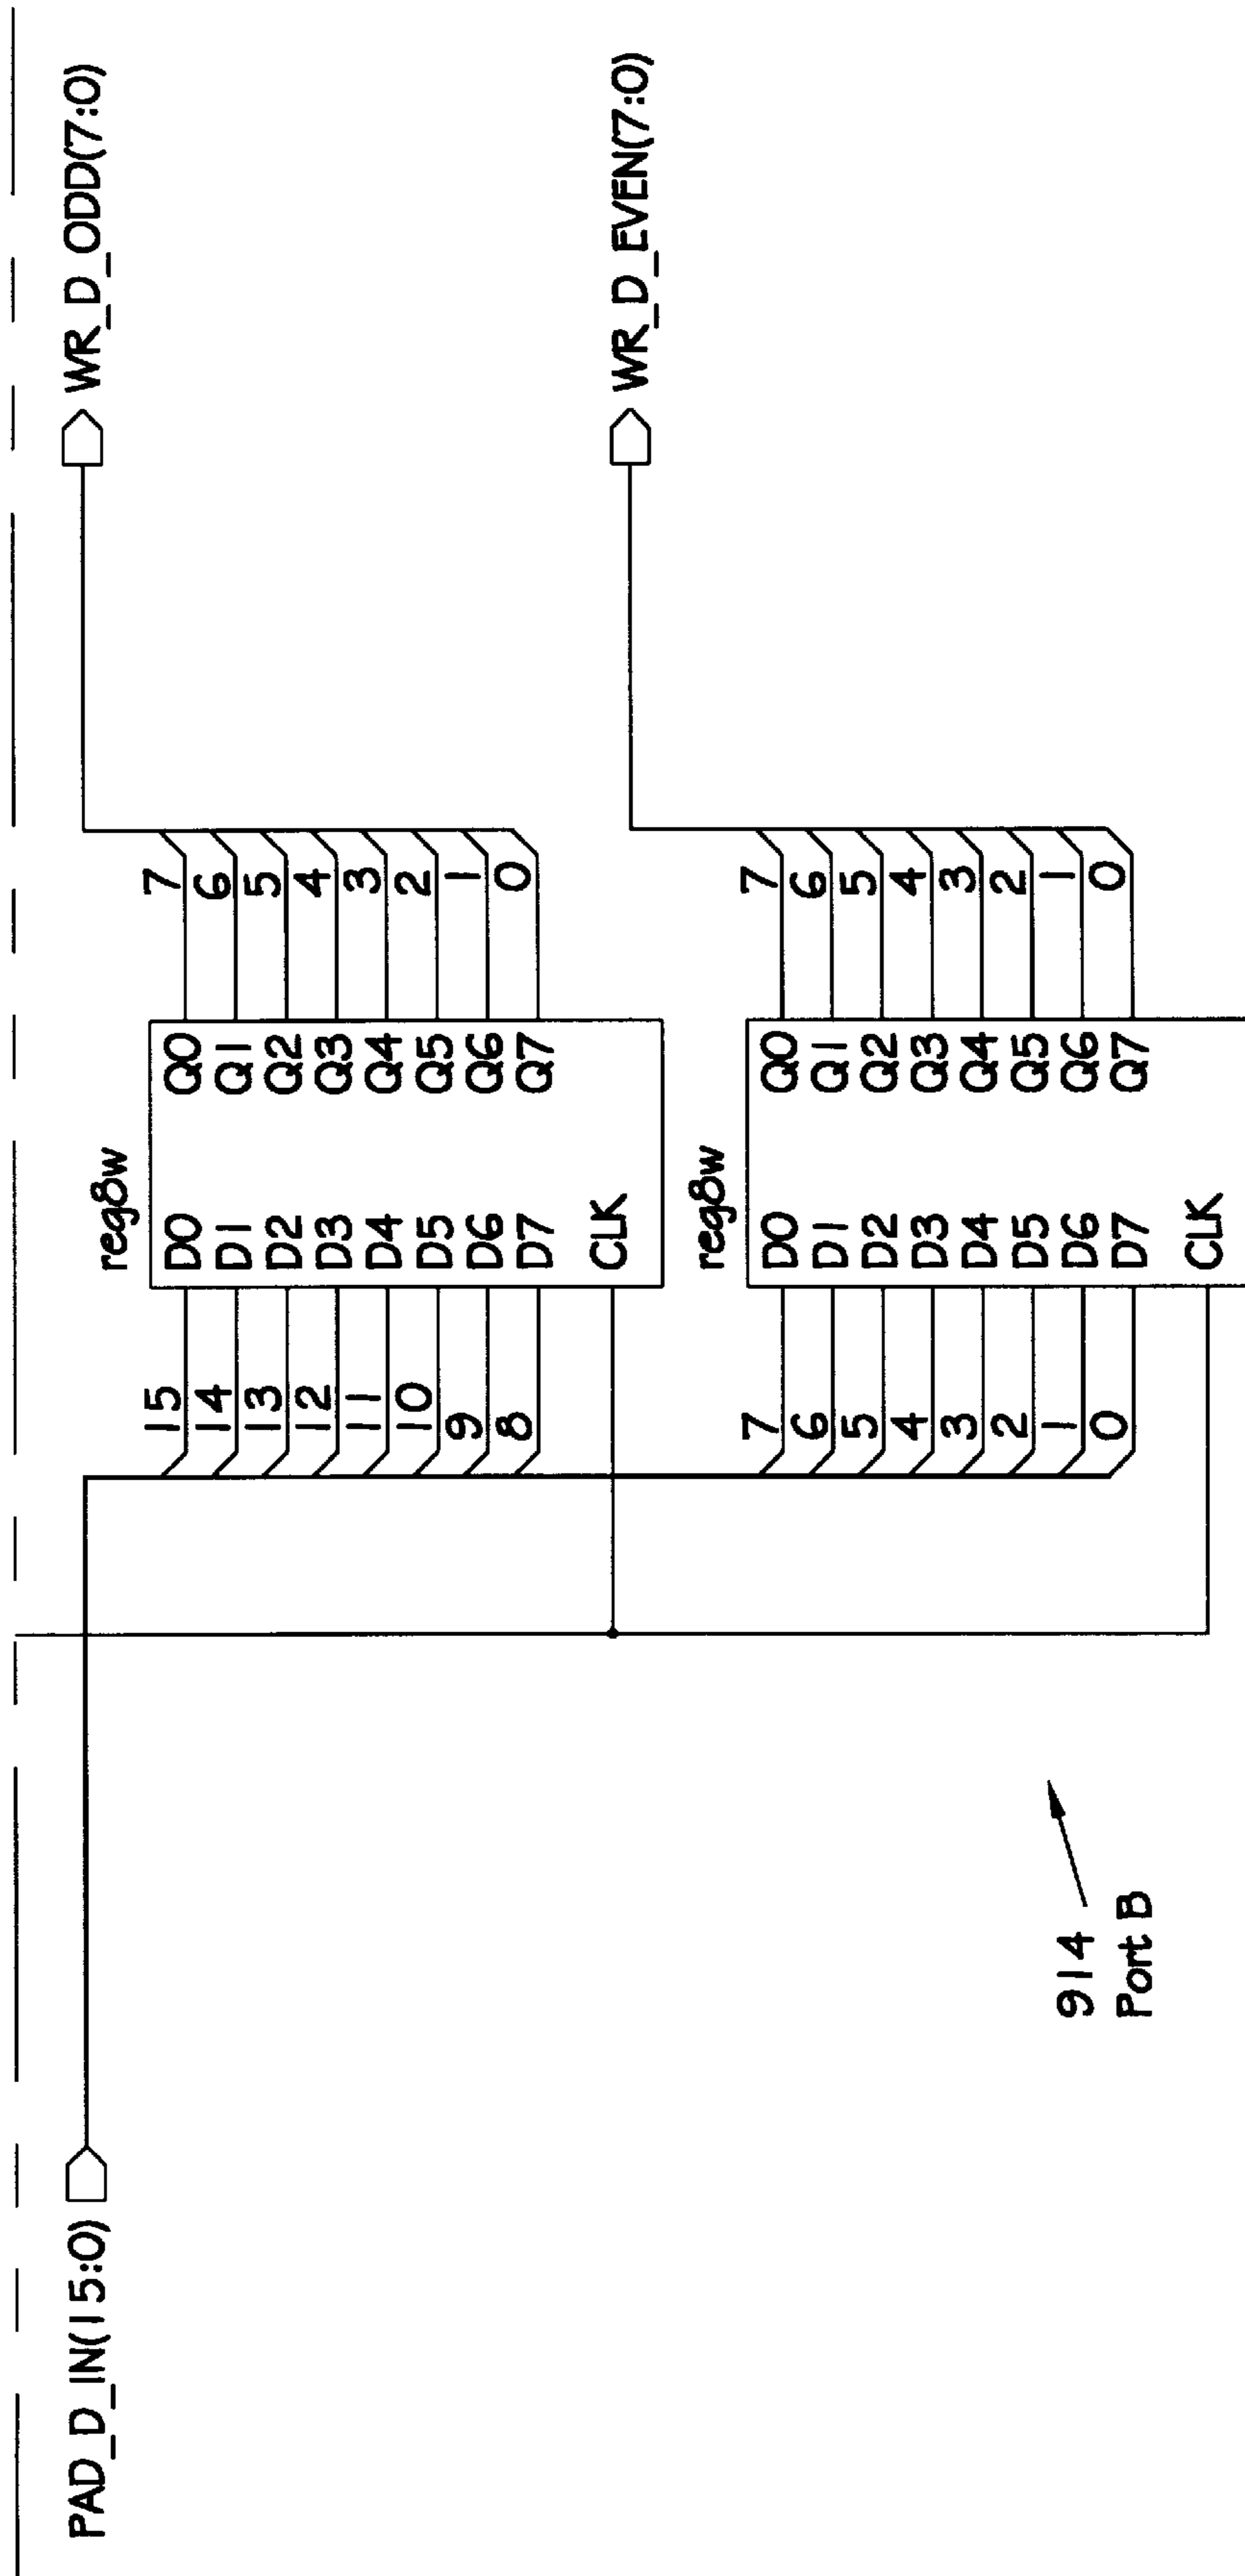 PAD_D_IN(15:0)
WR_D_ODD(7:0)
reg8w
15 D0 Q0 7
14 D1 Q1 6
13 D2 Q2 5
12 D3 Q3 4
11 D4 Q4 3
10 D5 Q5 2
9 D6 Q6 1
8 D7 Q7 0
CLK
WR_D_EVEN(7:0)
reg8w
7 D0 Q0 7
6 D1 Q1 6
5 D2 Q2 5
4 D3 Q3 4
3 D4 Q4 3
2 D5 Q5 2
1 D6 Q6 1
0 D7 Q7 0
CLK
914
Port B